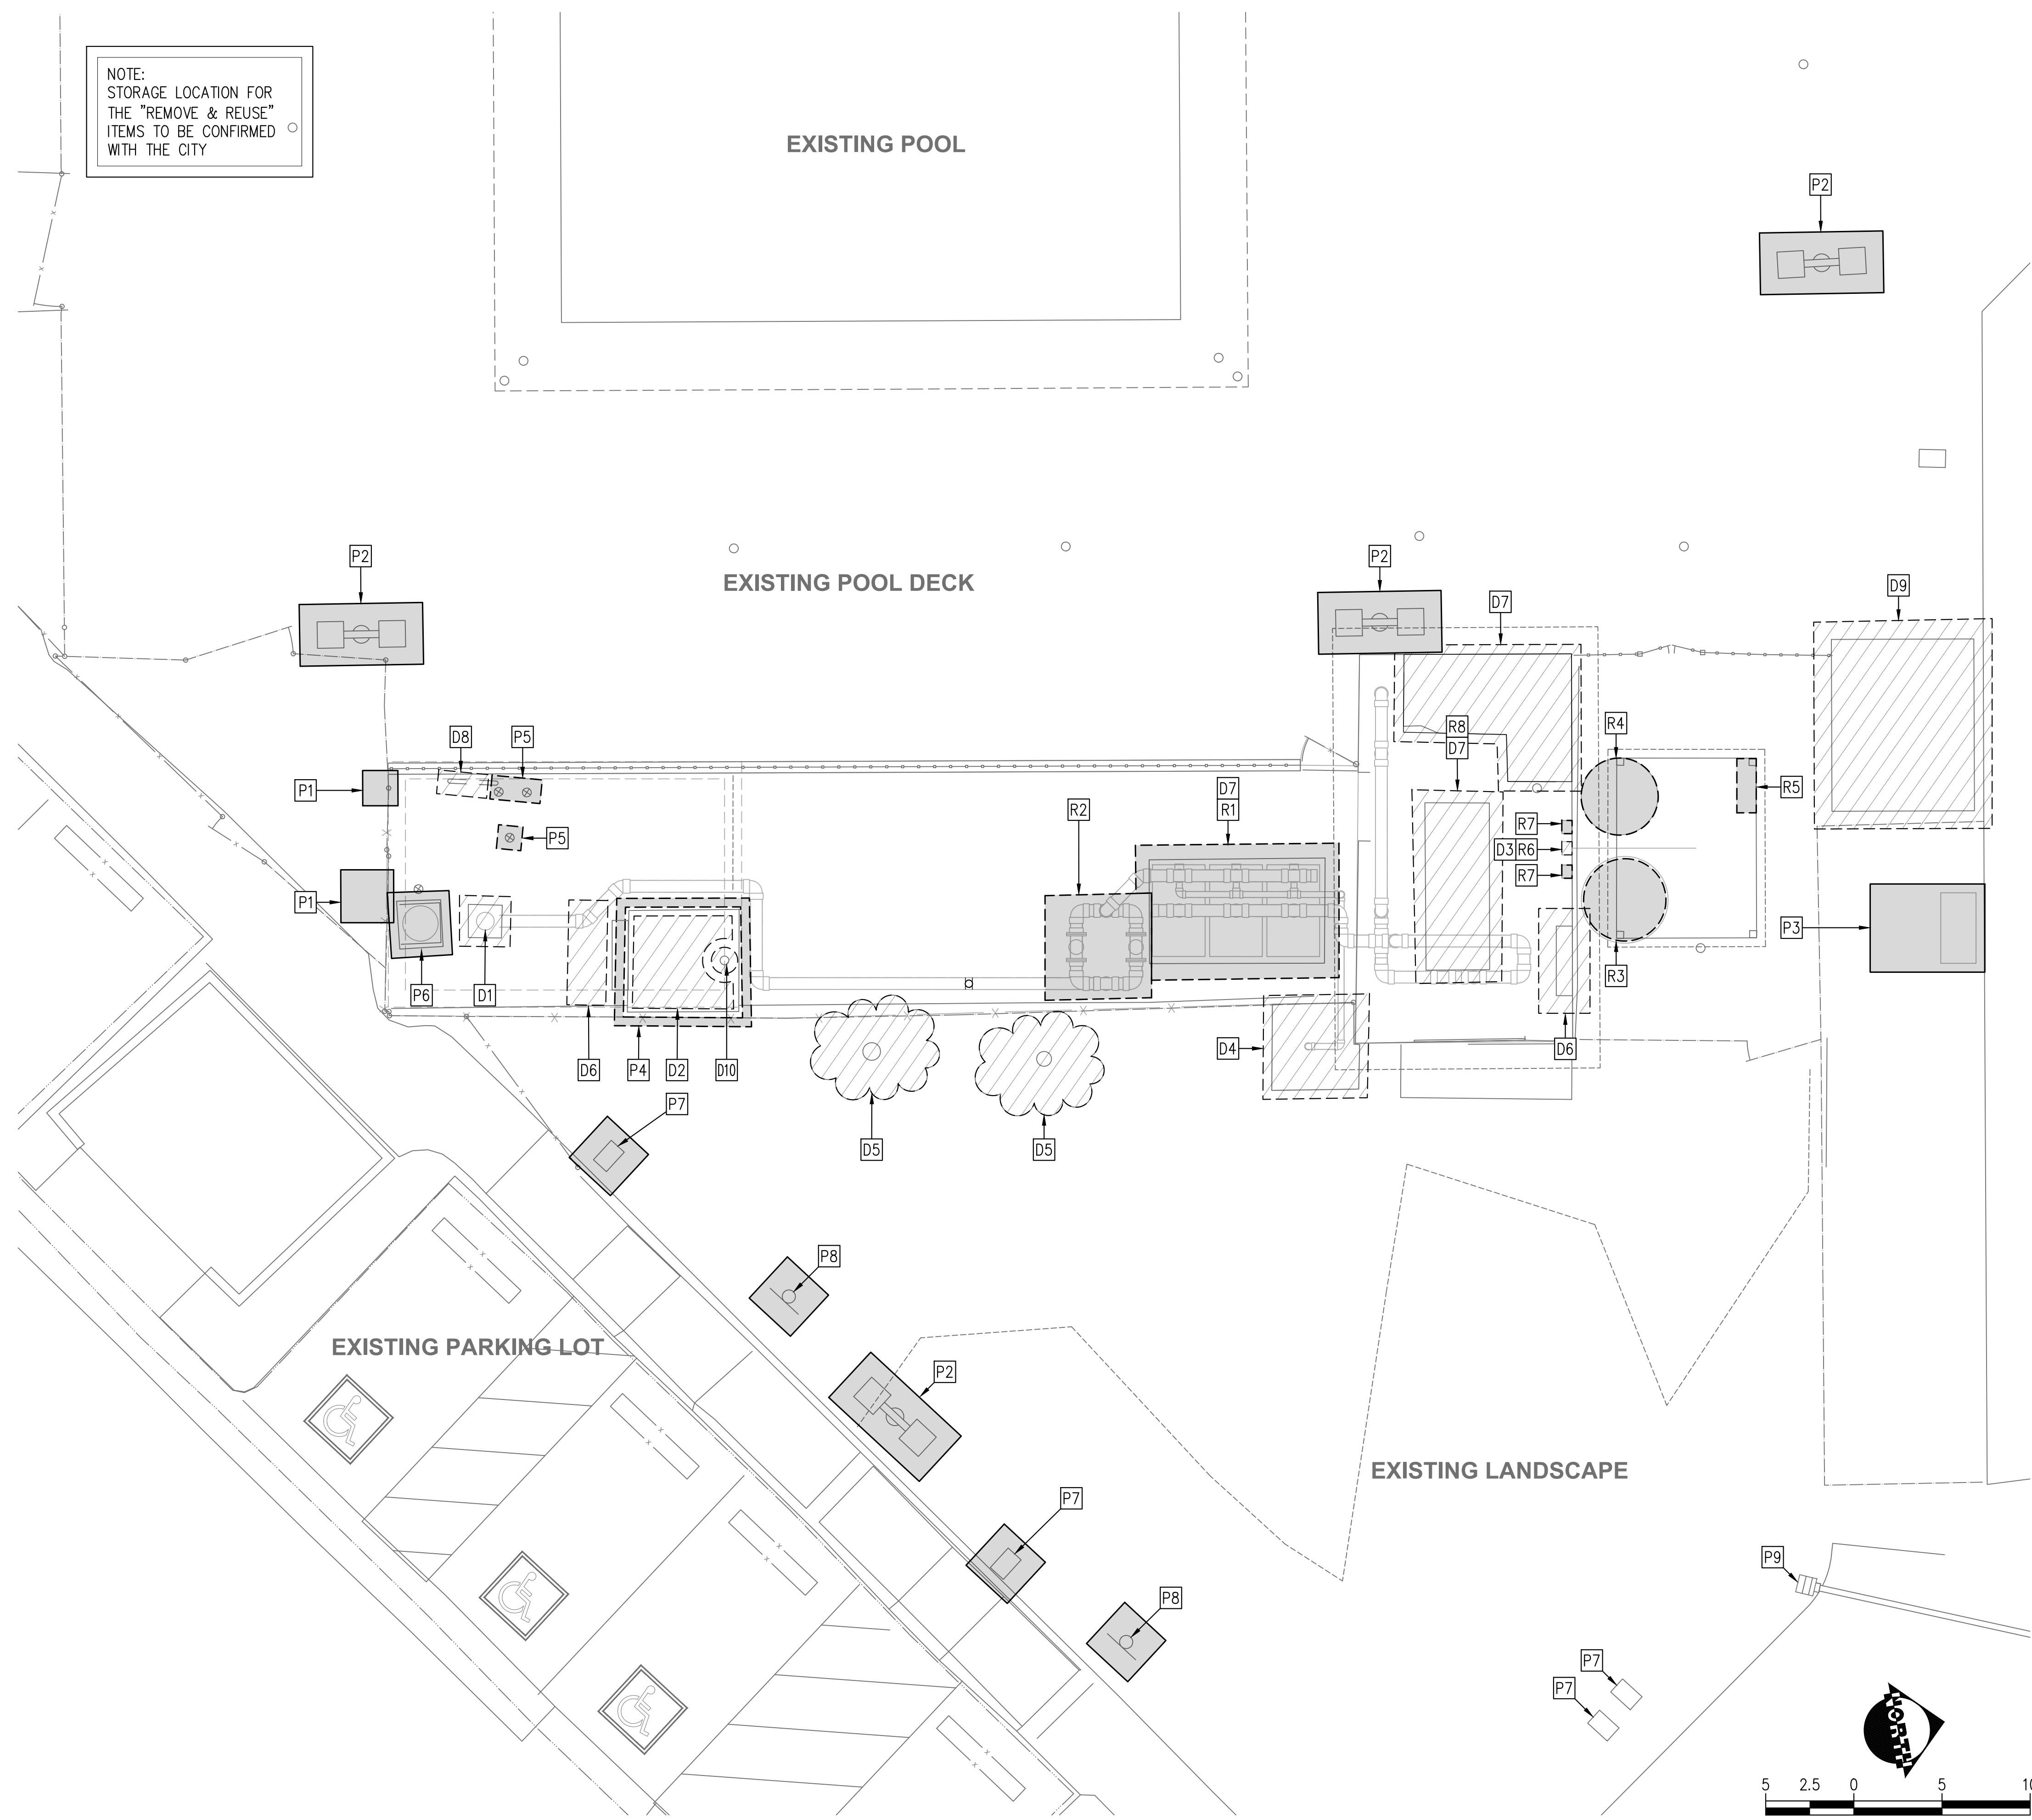 NOTE:
STORAGE LOCATION FOR
THE "REMOVE & REUSE"
ITEMS TO BE CONFIRMED
WITH THE CITY
EXISTING POOL
P2
P2
EXISTING POOL DECK
P2
D7
D9
D8
P5
R8
D7
R4
P1
P5
R2
D7
R1
R7
D3 R6
R7
R5
P1
P3
P6
D1
R3
D6
P4
D2
D10
D4
D6
P7
D5
D5
P8
EXISTING PARKING LOT
P2
EXISTING LANDSCAPE
P7
P9
P8
P7
P7
NORTH
5 2.5 0 5 10